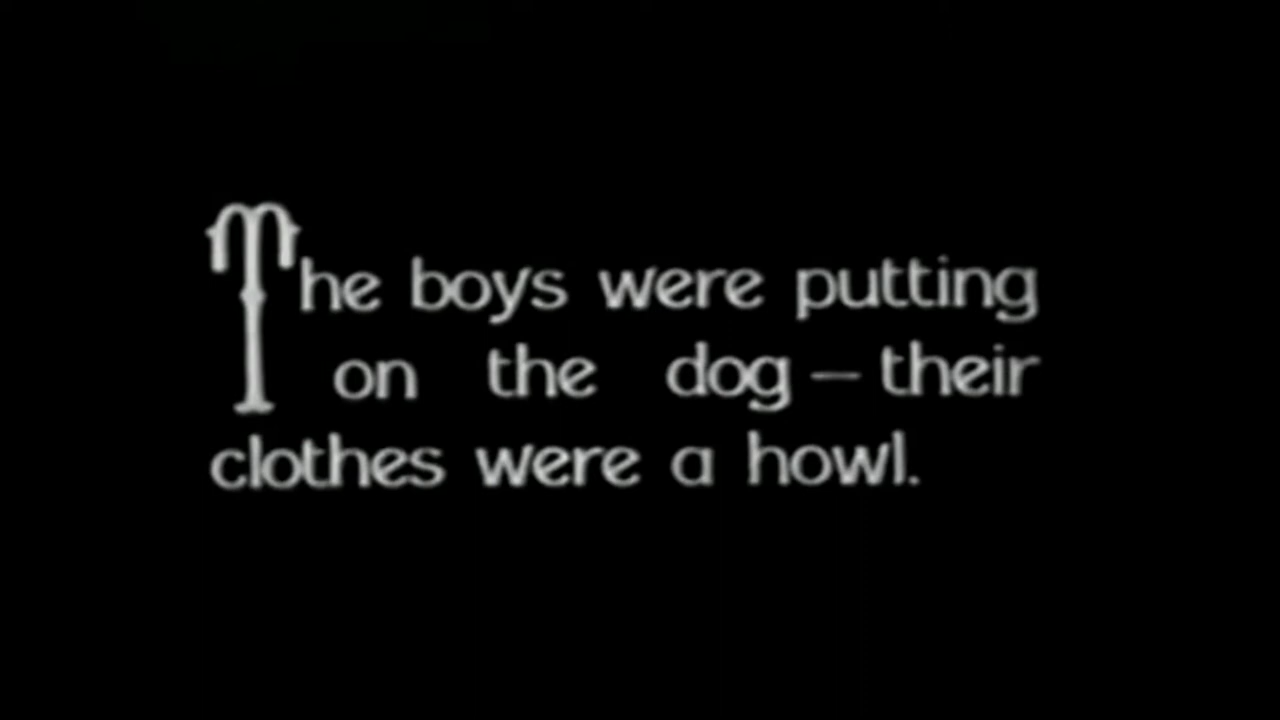 The boys were putting
on the dog — their
clothes were a howl.